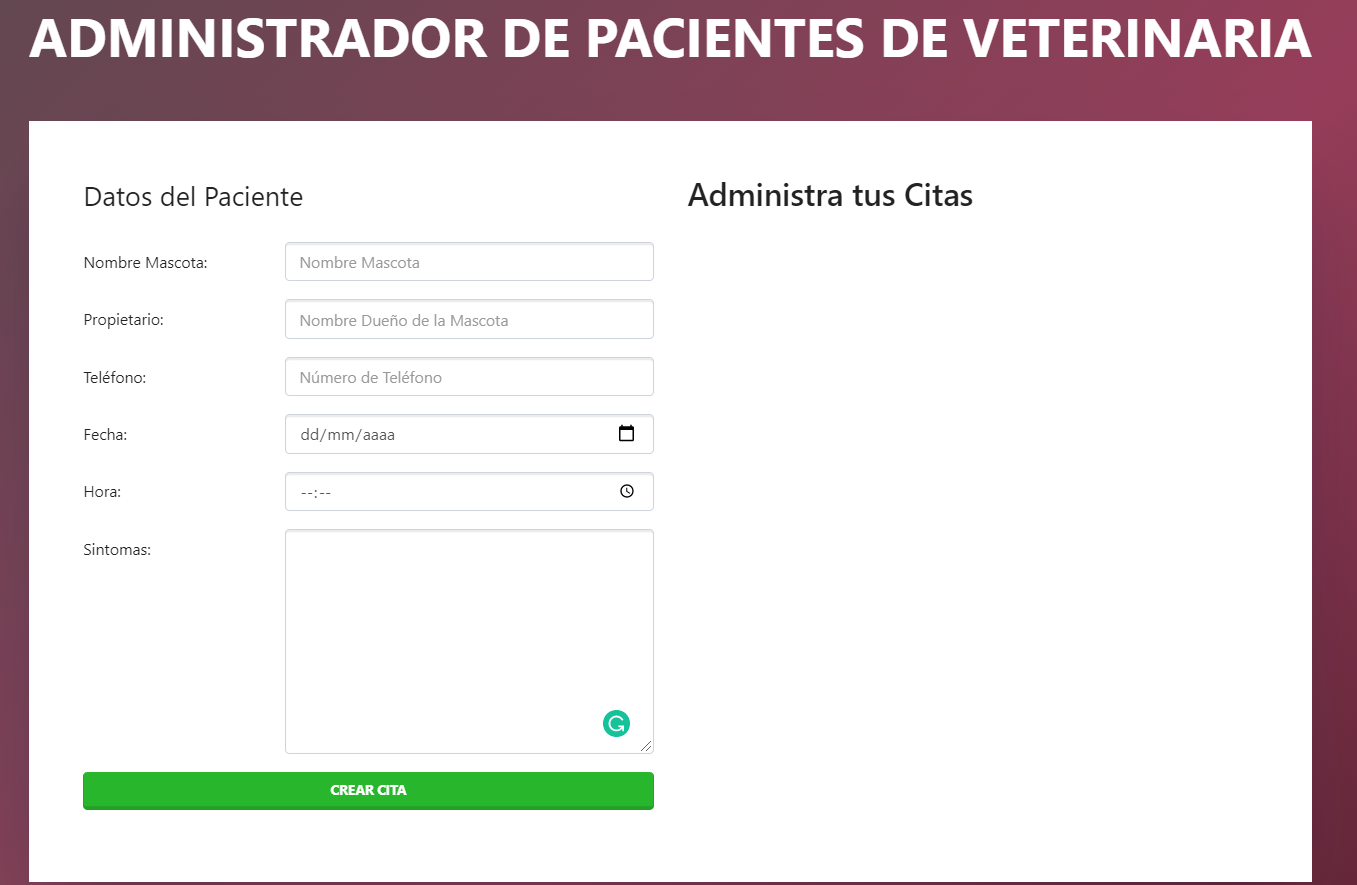 ADMINISTRADOR DE PACIENTES DE VETERINARIA
Datos del Paciente
Nombre Mascota:
Nombre Mascota
Propietario:
Nombre Dueño de la Mascota
Teléfono:
Número de Teléfono
Fecha:
dd/mm/aaaa
Hora:
--:--
Sintomas:
CREAR CITA
Administra tus Citas